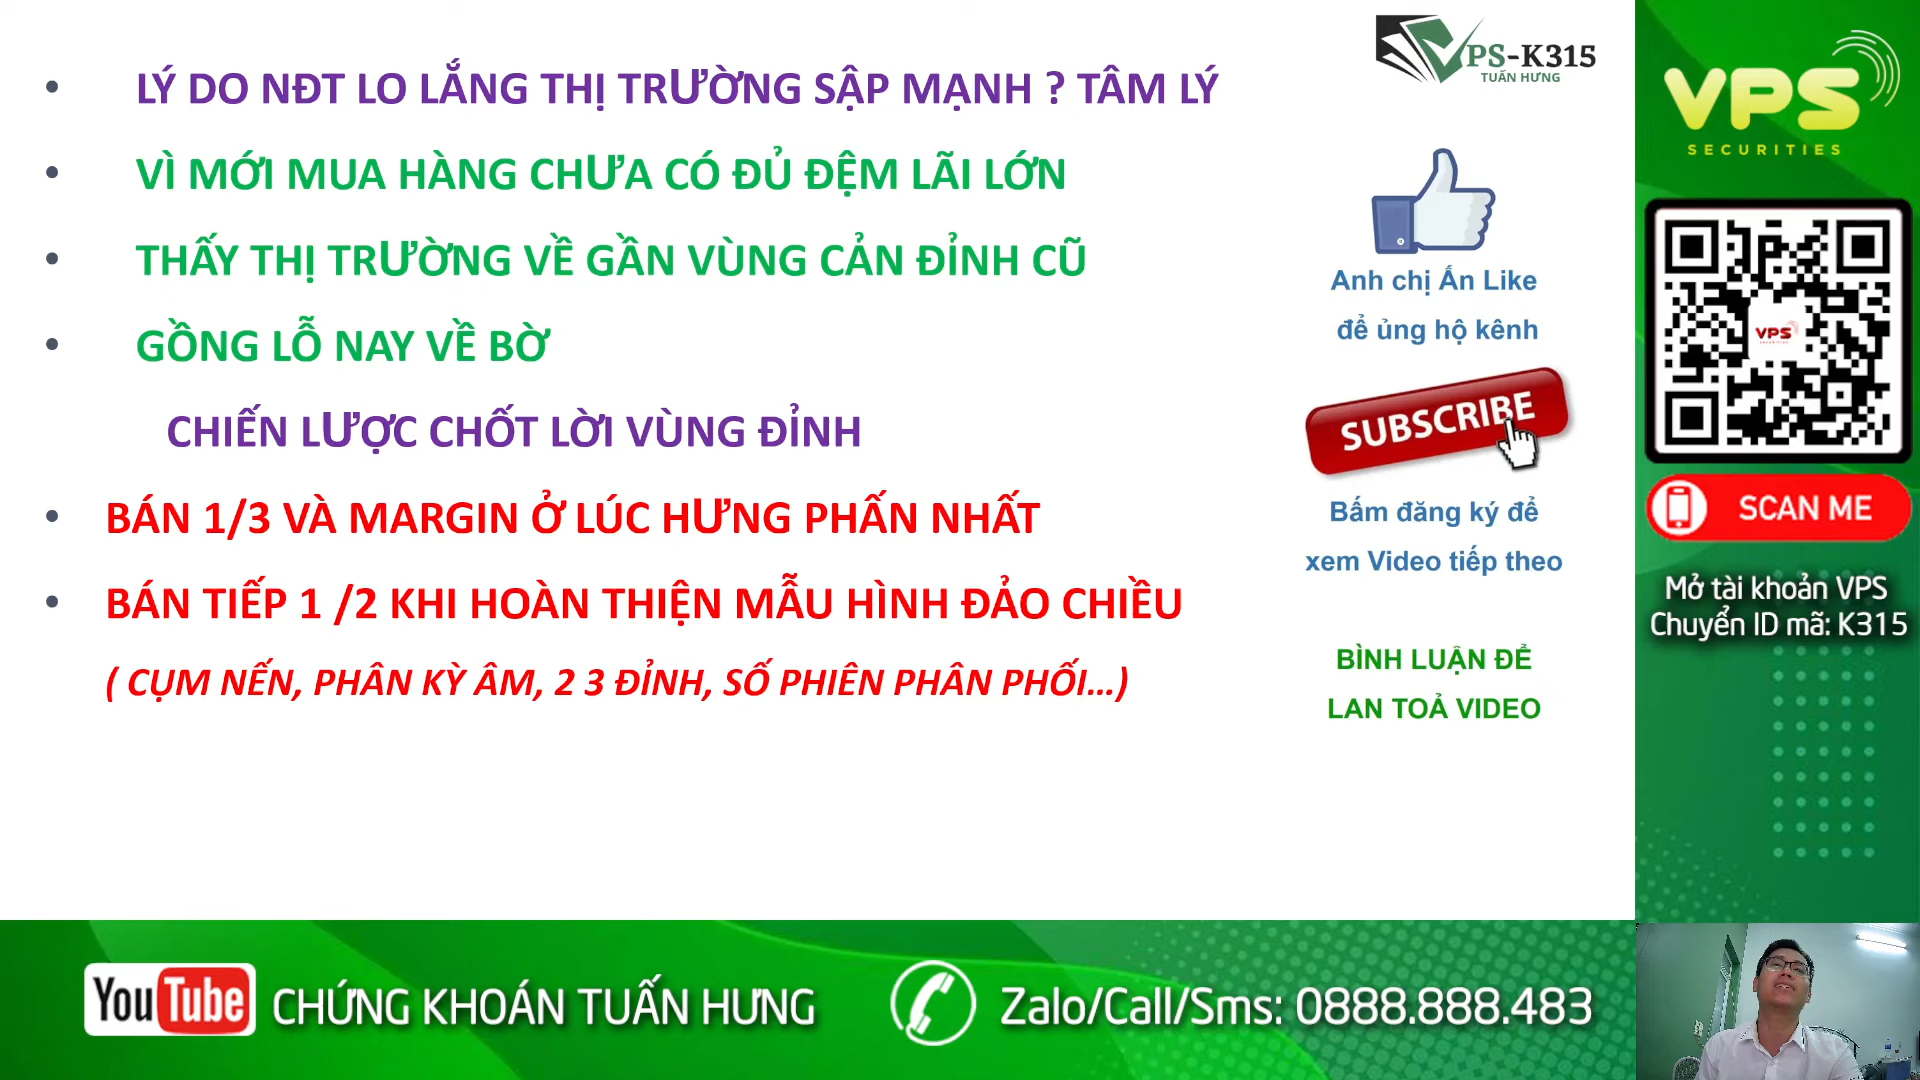 • LÝ DO NĐT LO LẮNG THỊ TRƯỜNG SẬP MẠNH ? TÂM LÝ
• VÌ MỚI MUA HÀNG CHƯA CÓ ĐỦ ĐỆM LÃI LỚN
• THẤY THỊ TRƯỜNG VỀ GẦN VÙNG CẢN ĐỈNH CŨ
• GỒNG LỖ NAY VỀ BỜ
CHIẾN LƯỢC CHỐT LỜI VÙNG ĐỈNH
• BÁN 1/3 VÀ MARGIN Ở LÚC HƯNG PHẤN NHẤT
• BÁN TIẾP 1 /2 KHI HOÀN THIỆN MẪU HÌNH ĐẢO CHIỀU
( CỤM NẾN, PHÂN KỲ ÂM, 2 3 ĐỈNH, SỐ PHIÊN PHÂN PHỐI...)
VPS-K315
TUẤN HƯNG
Anh chị Ấn Like
để ủng hộ kênh
SUBSCRIBE
Bấm đăng ký để
xem Video tiếp theo
BÌNH LUẬN ĐỂ
LAN TOẢ VIDEO
VPS
SECURITIES
VPS
SCAN ME
Mở tài khoản VPS
Chuyển ID mã: K315
YouTube CHỨNG KHOÁN TUẤN HƯNG
Zalo/Call/Sms: 0888.888.483